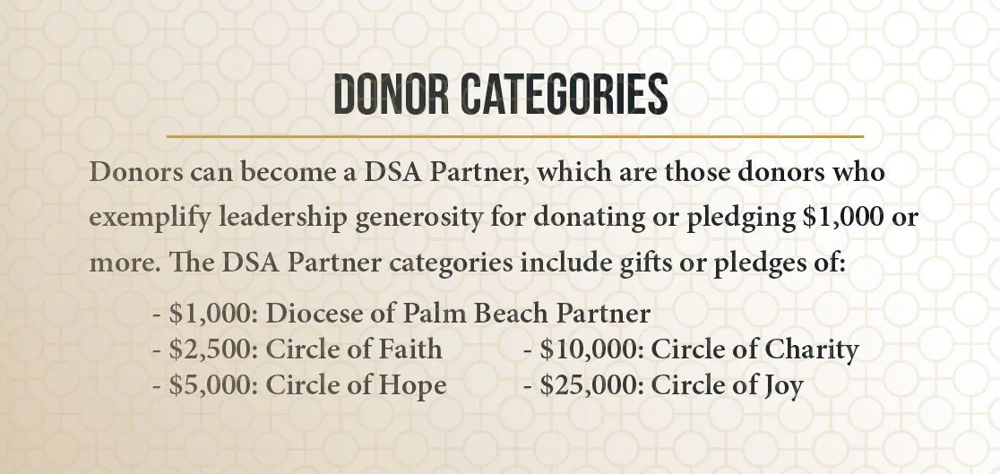 DONOR CATEGORIES
Donors can become a DSA Partner, which are those donors who
exemplify leadership generosity for donating or pledging $1,000 or
more. The DSA Partner categories include gifts or pledges of:
- $1,000: Diocese of Palm Beach Partner
- $2,500: Circle of Faith - $10,000: Circle of Charity
- $5,000: Circle of Hope - $25,000: Circle of Joy